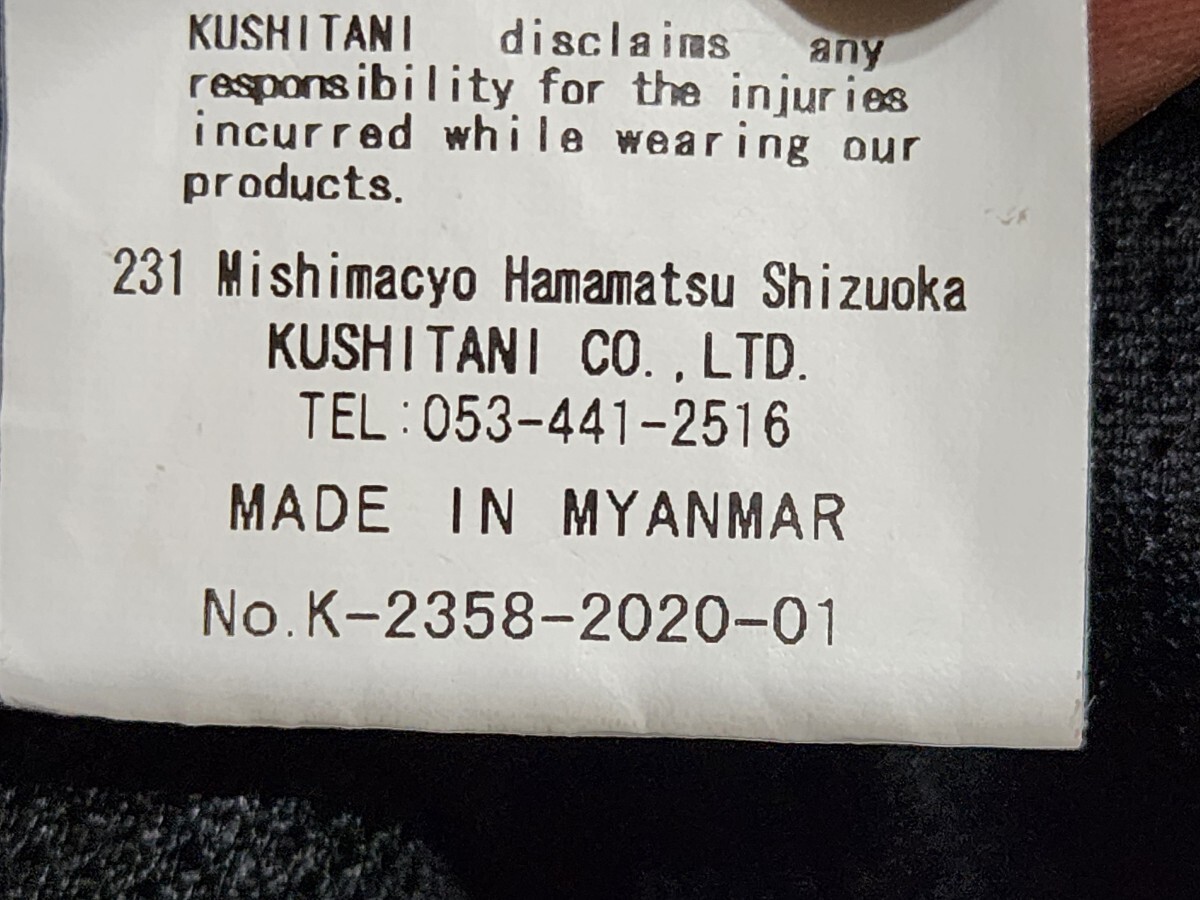 KUSHITANI disclaims any
responsibility for the injuries
incurred while wearing our
products.
231 Mishimacyo Hamamatsu Shizuoka
KUSHITANI CO.,LTD.
TEL:053-441-2516
MADE IN MYANMAR
No.K-2358-2020-01